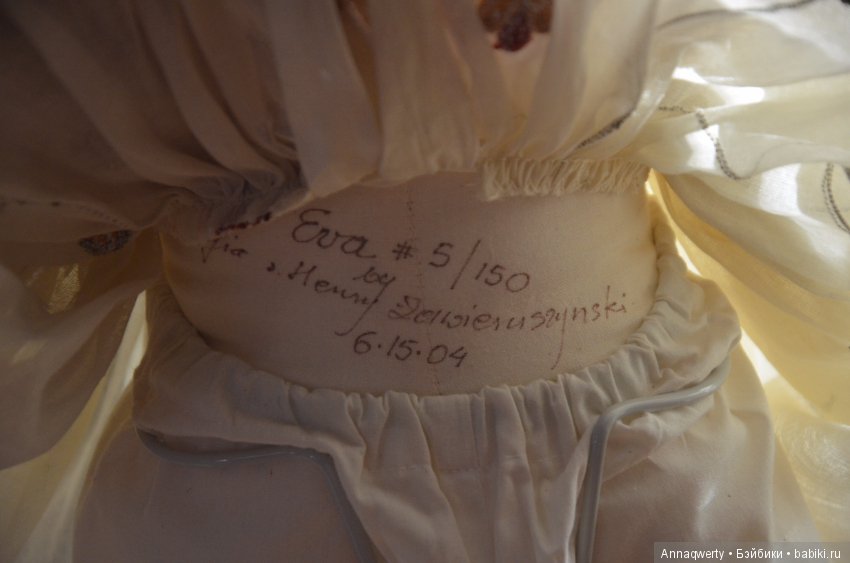 Eva # 5/150
by
Henry Zawieruszynski
6.15.04
Annaqwerty • Бэйбики • babiki.ru